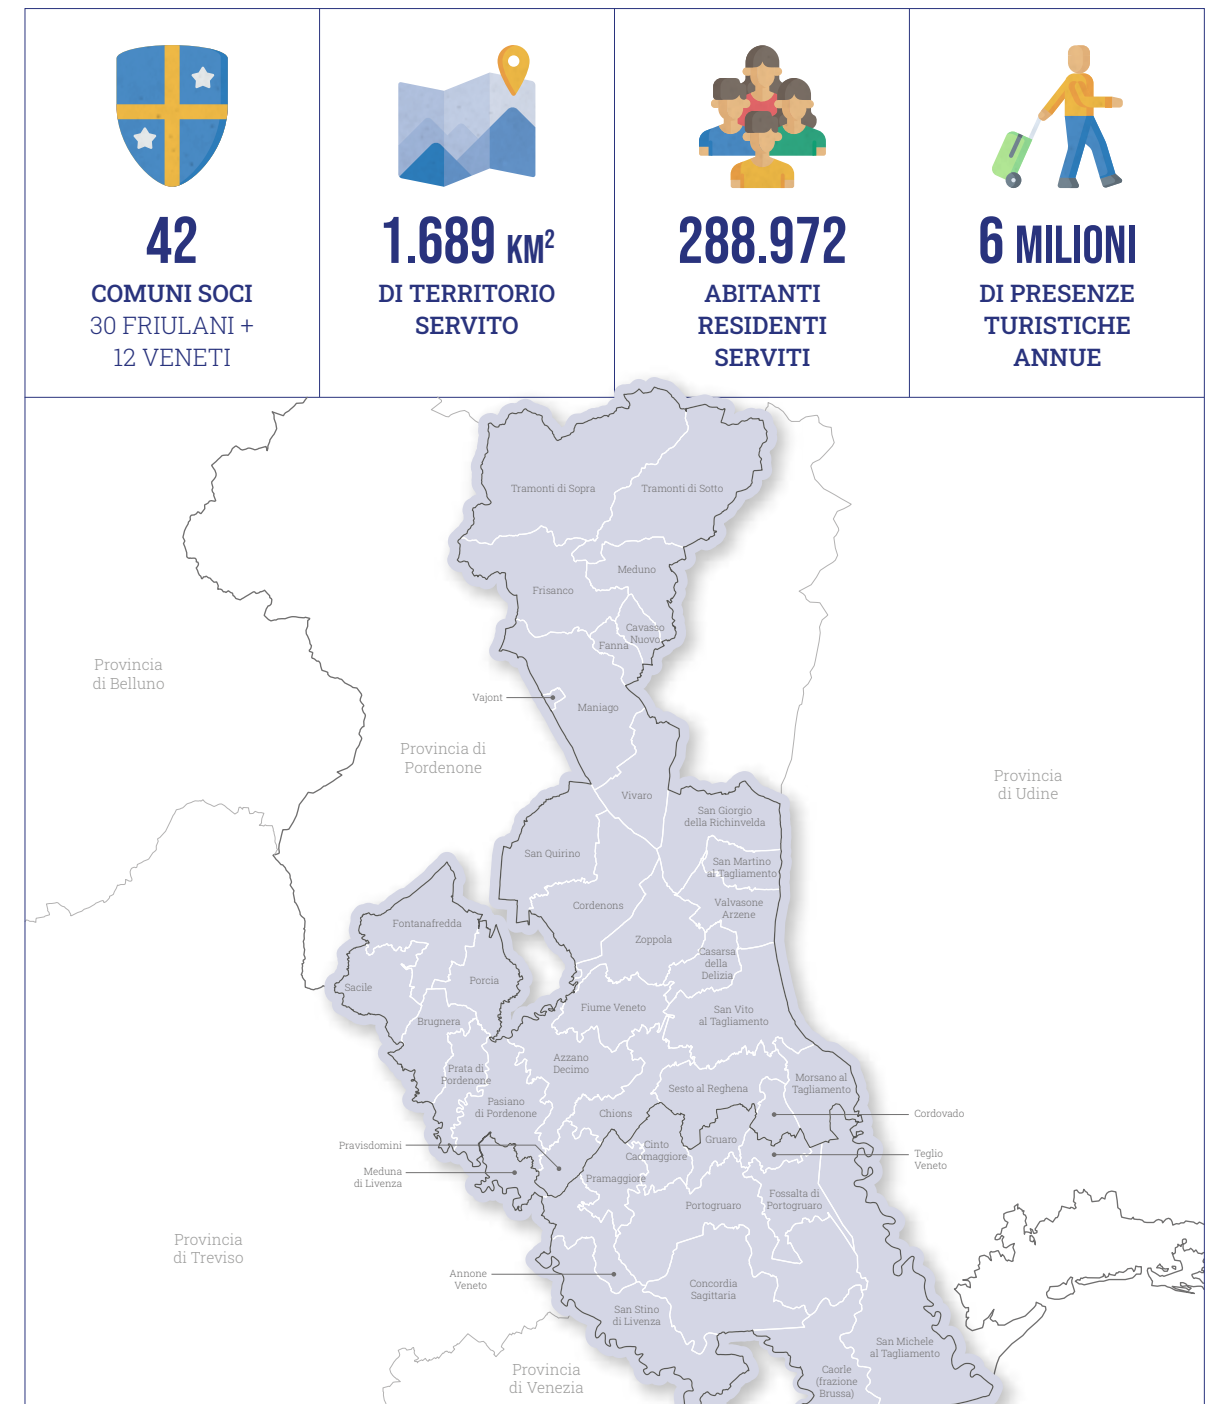 42
COMUNI SOCI
30 FRIULANI +
12 VENETI
1.689 KM²
DI TERRITORIO
SERVITO
288.972
ABITANTI
RESIDENTI
SERVITI
6 MILIONI
DI PRESENZE
TURISTICHE
ANNUE
Tramonti di Sopra
Tramonti di Sotto
Meduno
Frisanco
Cavasso
Nuovo
Fanna
Provincia
di Belluno
Vajont
Maniago
Provincia di
Pordenone
Provincia
di Udine
Vivaro
San Giorgio
della Richinvelda
San Quirino
San Martino
al Tagliamento
Cordenons
Valvasone
Arzene
Fontanafredda
Zoppola
Casarsa
della
Delizia
Sacile
Porcia
Fiume Veneto
San Vito
al Tagliamento
Brugnera
Azzano
Decimo
Prata di
Pordenone
Sesto al Reghena
Morsano al
Tagliamento
Pasiano
di Pordenone
Chions
Cordovado
Pravisdomini
Cinto
Caomaggiore
Gruaro
Teglio
Veneto
Meduna
di Livenza
Pramaggiore
Portogruaro
Fossalta di
Portogruaro
Provincia
di Treviso
Annone
Veneto
Concordia
Sagittaria
San Stino
di Livenza
San Michele
al Tagliamento
Provincia
di Venezia
Caorle
(frazione
Brussa)